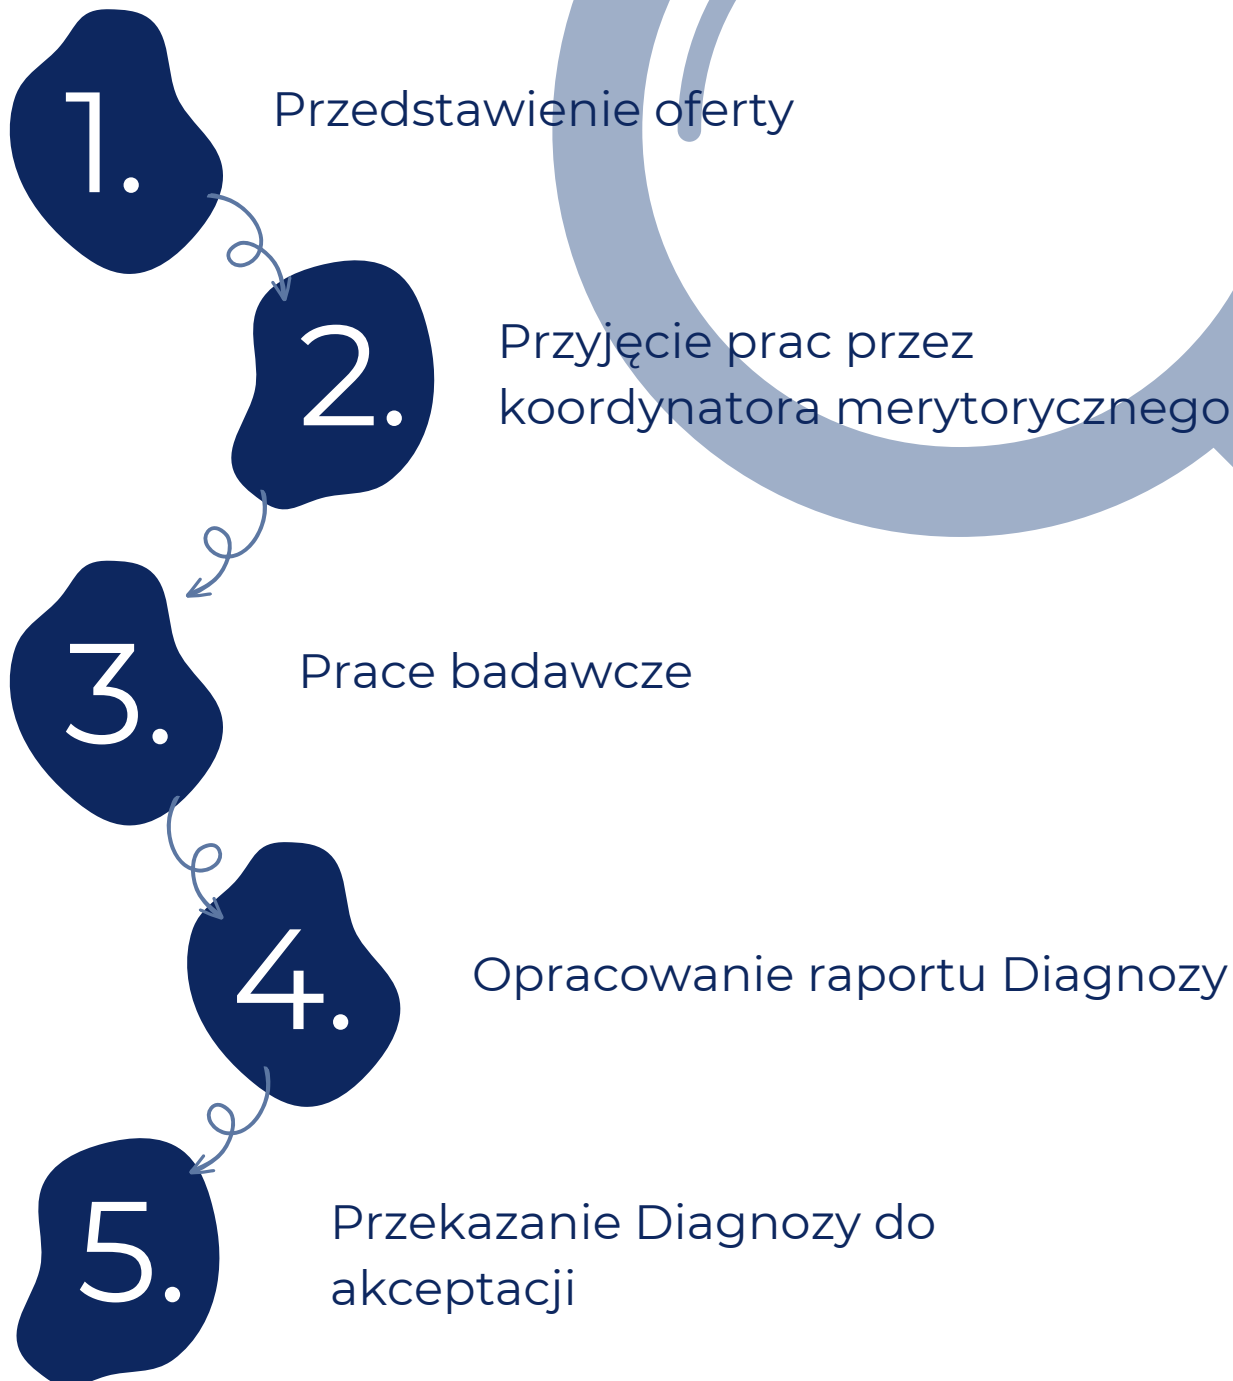 1.
Przedstawienie oferty
2.
Przyjęcie prac przez
koordynatora merytorycznego
3.
Prace badawcze
4.
Opracowanie raportu Diagnozy
5.
Przekazanie Diagnozy do
akceptacji